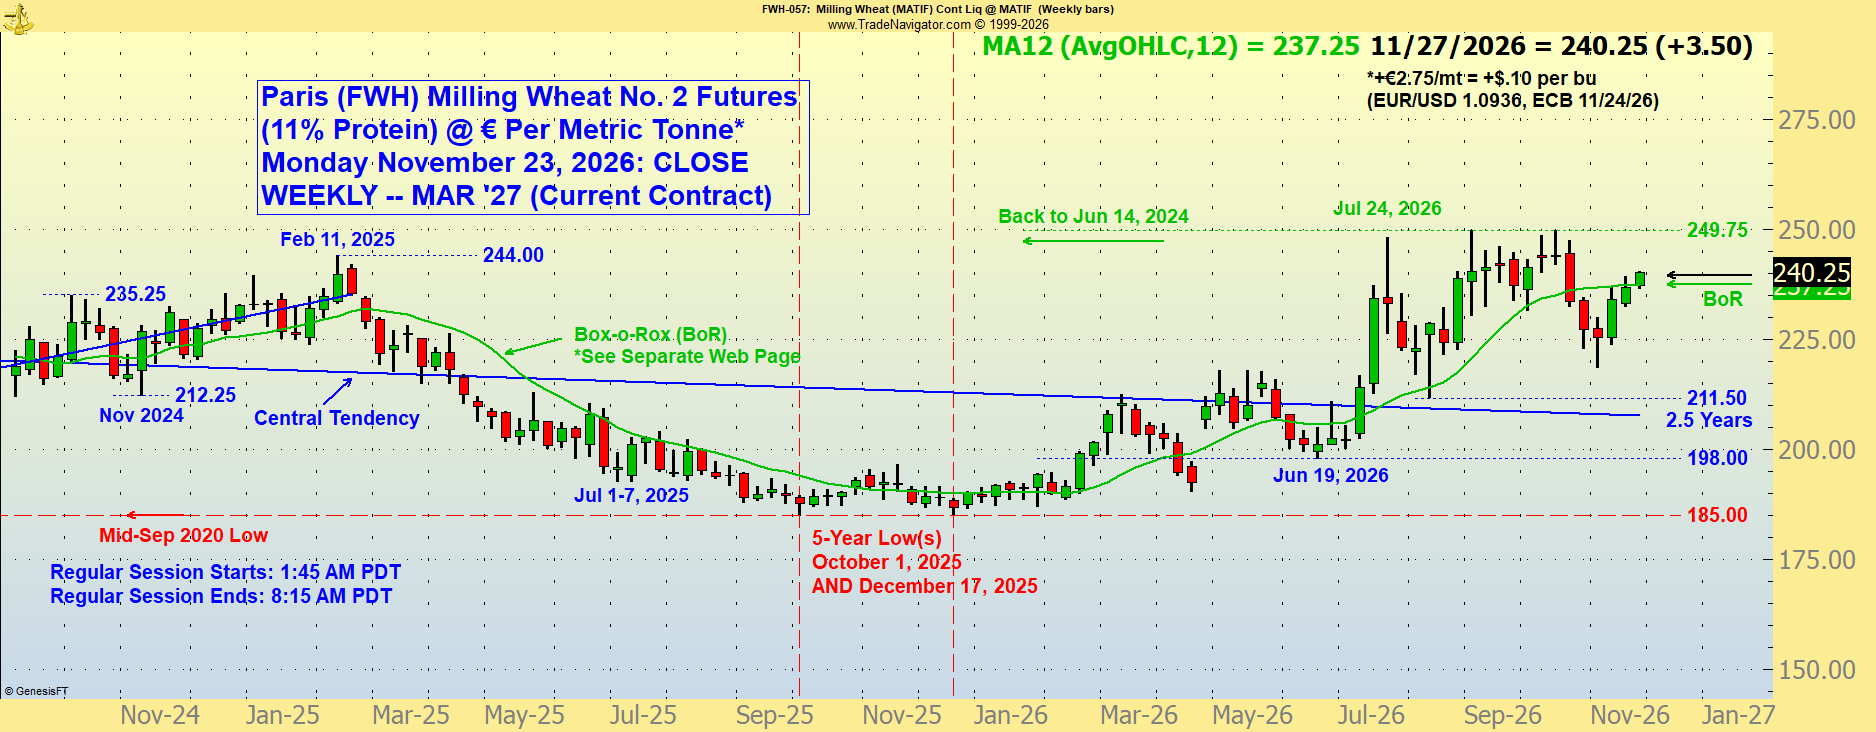 FWH-057: Milling Wheat (MATIF) Cont Liq @ MATIF (Weekly bars)
www.TradeNavigator.com © 1999-2026
MA12 (AvgOHLC,12) = 237.25 11/27/2026 = 240.25 (+3.50)
*+€2.75/mt = +$.10 per bu
(EUR/USD 1.0936, ECB 11/24/26)
Paris (FWH) Milling Wheat No. 2 Futures
(11% Protein) @ € Per Metric Tonne*
Monday November 23, 2026: CLOSE
WEEKLY -- MAR '27 (Current Contract)
275.00
Back to Jun 14, 2024
Jul 24, 2026
249.75
250.00
Feb 11, 2025
244.00
240.25
237.25
BoR
235.25
Box-o-Rox (BoR)
*See Separate Web Page
225.00
212.25
Nov 2024
Central Tendency
211.50
2.5 Years
200.00
198.00
Jun 19, 2026
Jul 1-7, 2025
185.00
Mid-Sep 2020 Low
5-Year Low(s)
October 1, 2025
AND December 17, 2025
175.00
Regular Session Starts: 1:45 AM PDT
Regular Session Ends: 8:15 AM PDT
150.00
© GenesisFT
Nov-24 Jan-25 Mar-25 May-25 Jul-25 Sep-25 Nov-25 Jan-26 Mar-26 May-26 Jul-26 Sep-26 Nov-26 Jan-27